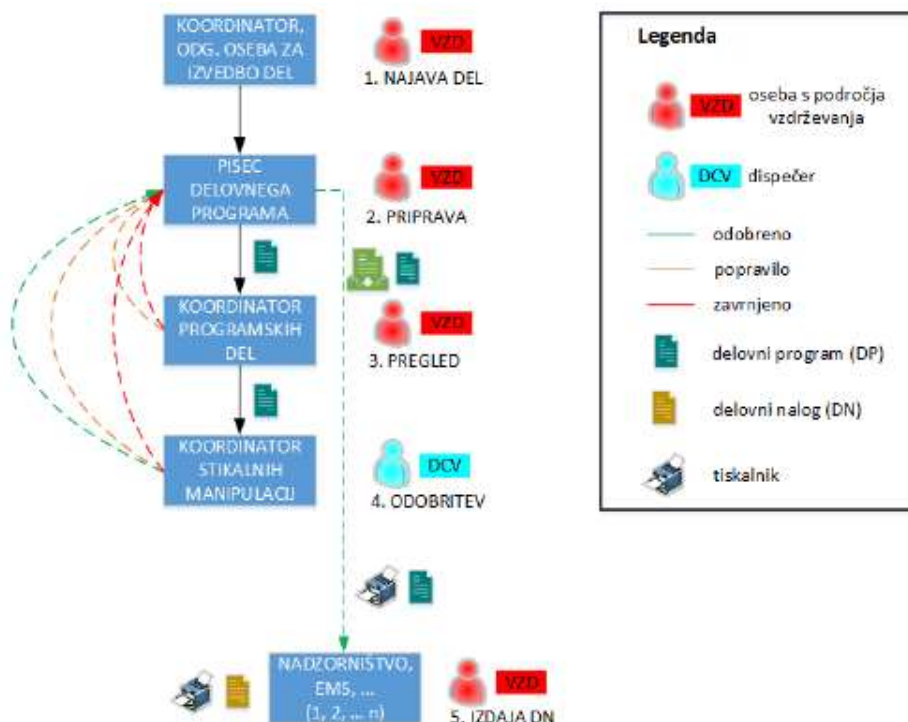 KOORDINATOR,
ODG. OSEBA ZA
IZVEDBO DEL
VZD
1. NAJAVA DEL
PISEC
DELOVNEGA
PROGRAMA
VZD
2. PRIPRAVA
KOORDINATOR
PROGRAMSKIH
DEL
VZD
3. PREGLED
KOORDINATOR
STIKALNIH
MANIPULACIJ
DCV
4. ODOBRITEV
NADZORNIŠTVO,
EMS, ...
(1, 2, ... n)
VZD
5. IZDAJA DN
Legenda
VZD
oseba s področja
vzdrževanja
DCV
dispečer
odobreno
popravilo
zavrnjeno
delovni program (DP)
delovni nalog (DN)
tiskalnik